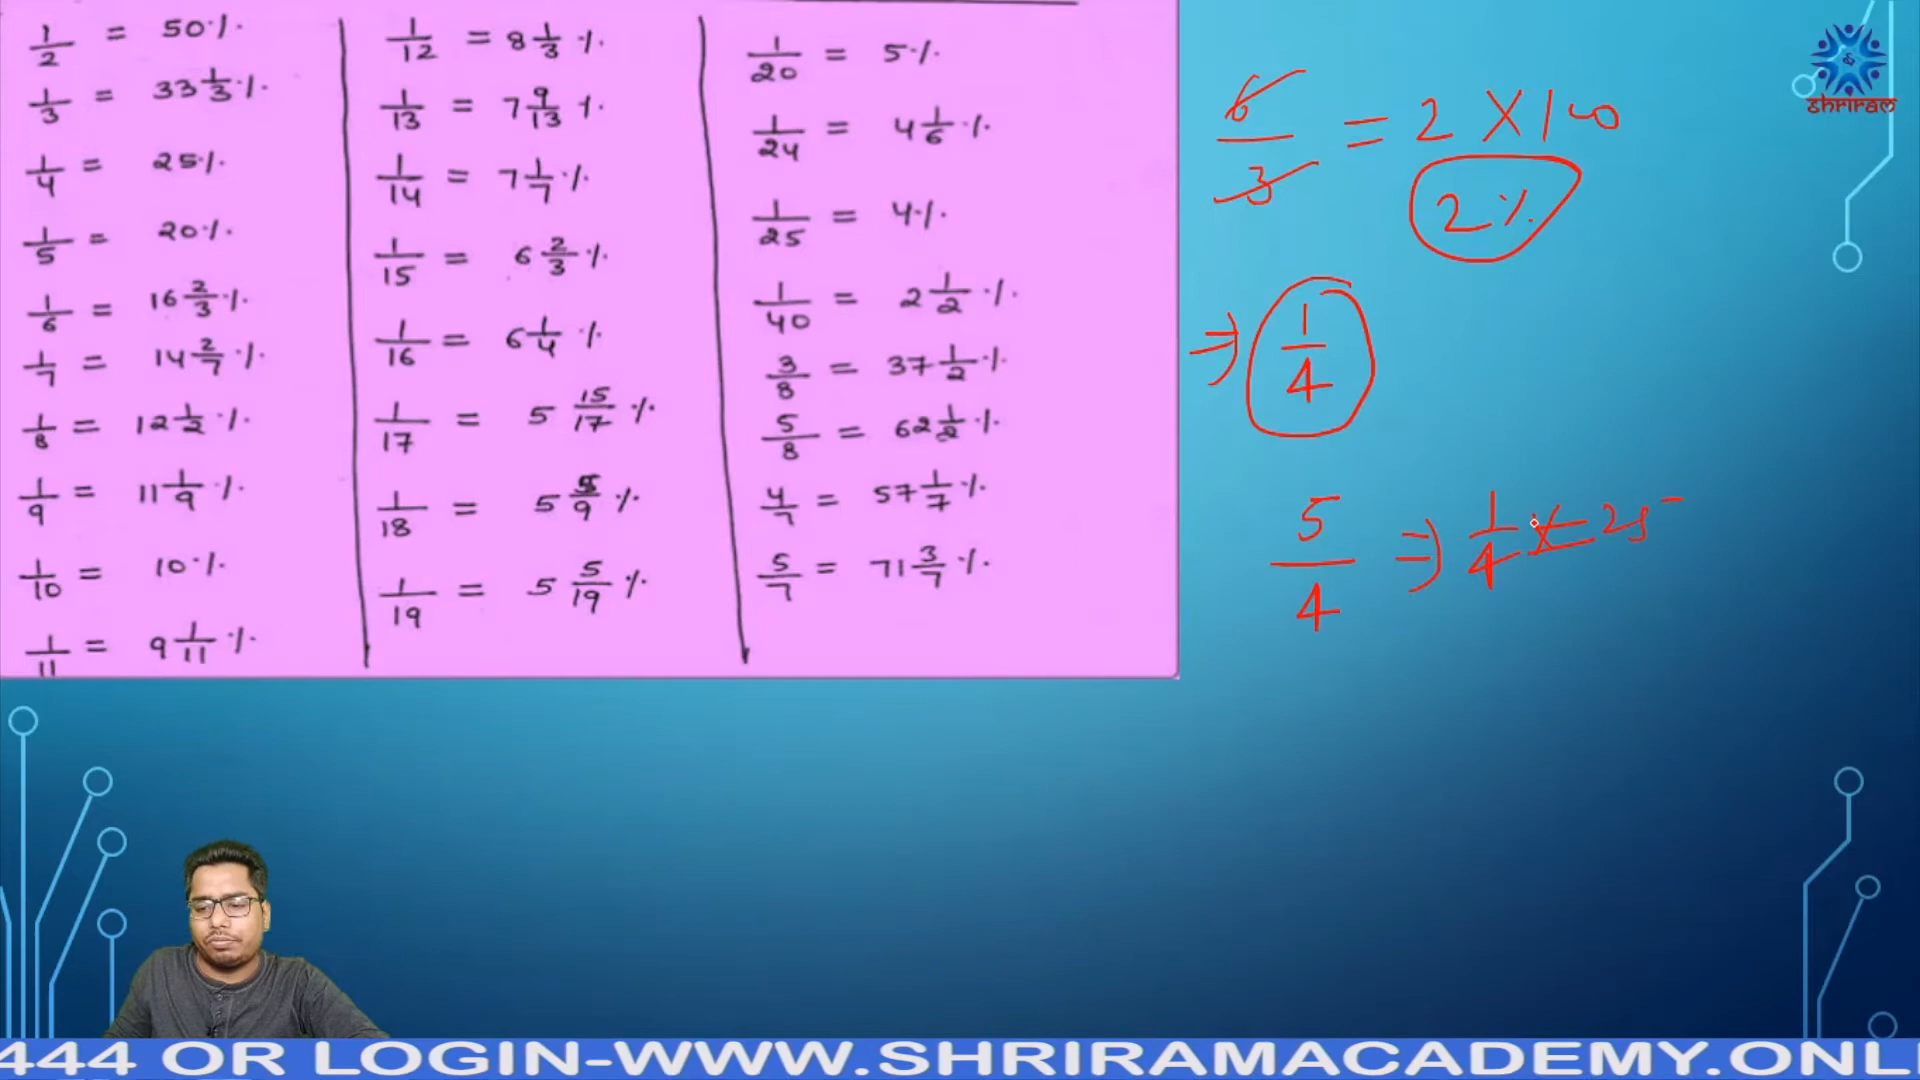 1/2 = 50%
1/3 = 33 1/3 %
1/4 = 25%
1/5 = 20%
1/6 = 16 2/3 %
1/7 = 14 2/7 %
1/8 = 12 1/2 %
1/9 = 11 1/9 %
1/10 = 10%
1/11 = 9 1/11 %
1/12 = 8 1/3 %
1/13 = 7 9/13 %
1/14 = 7 1/7 %
1/15 = 6 2/3 %
1/16 = 6 1/4 %
1/17 = 5 15/17 %
1/18 = 5 5/9 %
1/19 = 5 5/19 %
1/20 = 5%
1/24 = 4 1/6 %
1/25 = 4%
1/40 = 2 1/2 %
3/8 = 37 1/2 %
5/8 = 62 1/2 %
4/7 = 57 1/7 %
5/7 = 71 3/7 %
6/3 = 2 × 100
2%
⇒ 1/4
5/4 ⇒ 1/4 × 25
Shriram
444 OR LOGIN-WWW.SHRIRAMACADEMY.ONL